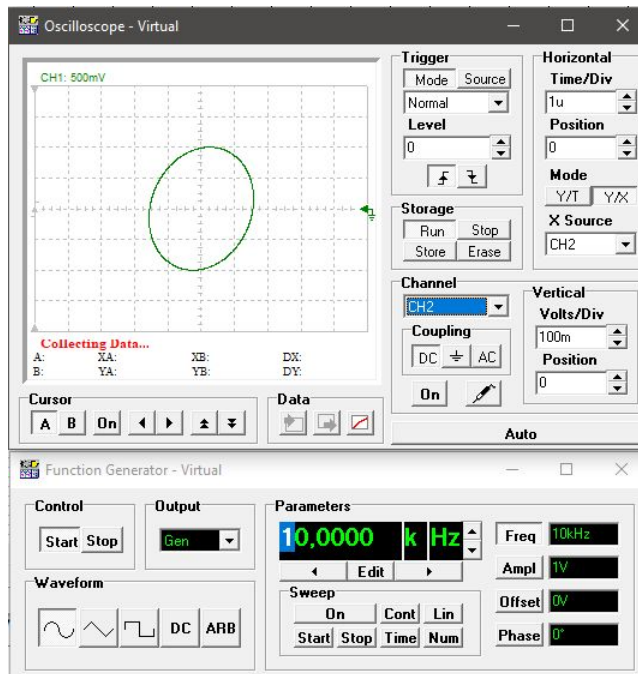 Oscilloscope - Virtual
CH1: 500mV
Collecting Data...
A: XA: XB: DX:
B: YA: YB: DY:
Cursor
A B On
Data
Trigger
Mode Source
Normal
Level
0
Storage
Run Stop
Store Erase
Horizontal
Time/Div
1u
Position
0
Mode
Y/T Y/X
X Source
CH2
Channel
CH2
Coupling
DC AC
On
Vertical
Volts/Div
100m
Position
0
Auto
Function Generator - Virtual
Control
Start Stop
Output
Gen
Waveform
DC ARB
Parameters
10,0000 k Hz
Edit
Sweep
On Cont Lin
Start Stop Time Num
Freq 10kHz
Ampl 1V
Offset 0V
Phase 0°